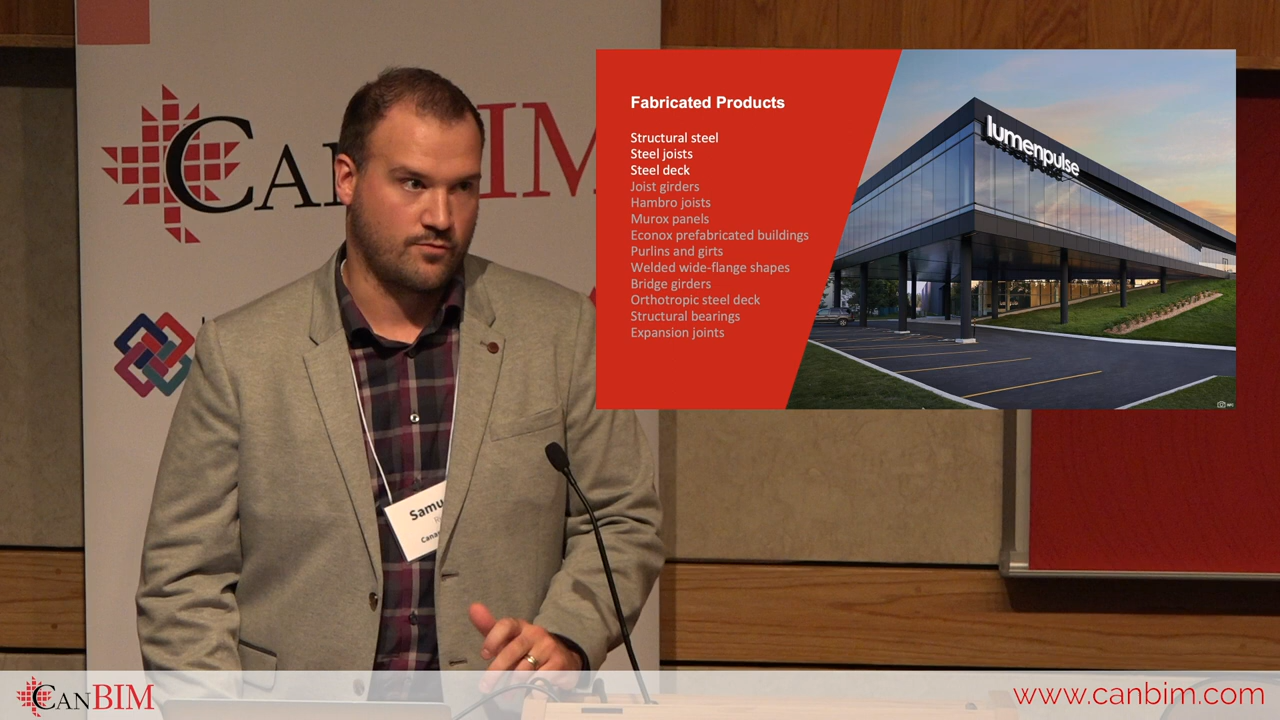 CANBIM
Samu
Cana
Fabricated Products
Structural steel
Steel joists
Steel deck
Joist girders
Hambro joists
Murox panels
Econox prefabricated buildings
Purlins and girts
Welded wide-flange shapes
Bridge girders
Orthotropic steel deck
Structural bearings
Expansion joints
lumenpulse
CANBIM
www.canbim.com